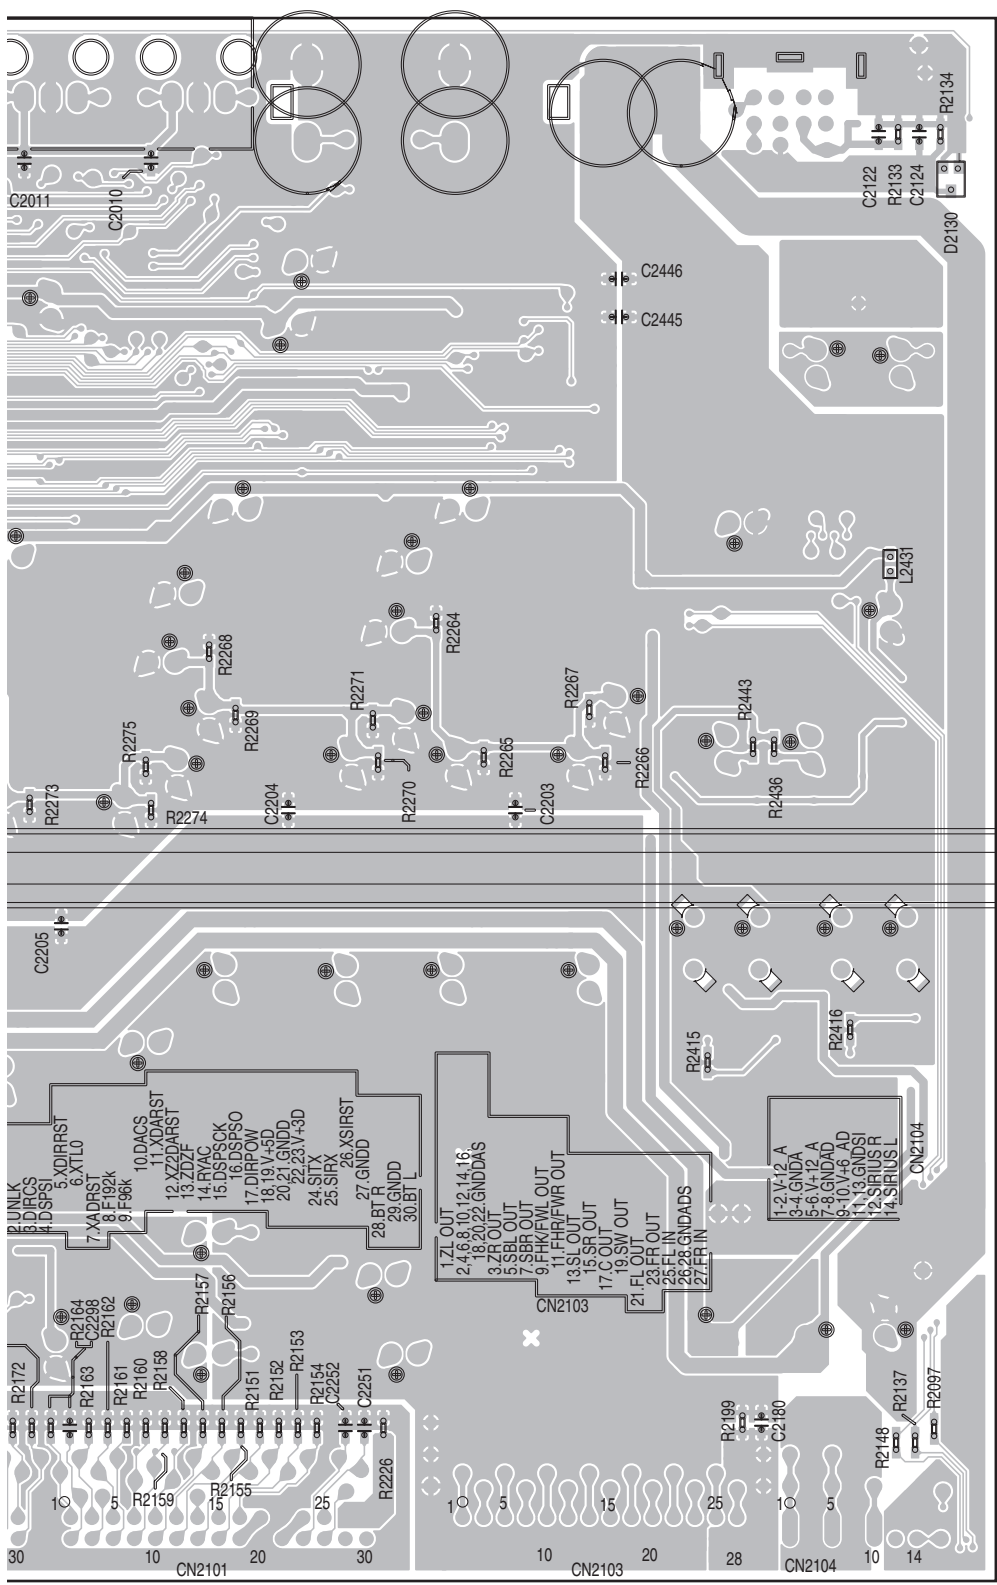 R2134
C2011
C2010
C2122
R2133
C2124
D2130
C2446
C2445
L2431
R2264
R2268
R2271
R2267
R2443
R2269
R2275
R2265
R2266
R2436
R2270
R2273
R2274
C2204
C2203
C2205
R2416
R2415
2.UNLK
3.DIRCS
4.DSPSI
5.XDIRRST
6.XTL0
7.XADRST
8.F192k
9.F96k
10.DACS
11.XDARST
12.XZ2DARST
13.ZDZF
14.RYAC
15.DSPSCK
16.DSPSO
17.DIRPOW
18,19.V+5D
20,21.GNDD
22,23.V+3D
24.SITX
25.SIRX
26.XSIRST
27.GNDD
28.BT R
29.GND
30.BT L
1.ZL OUT
2,4,6,8,10,12,14,16,
18,20,22.GNDDAS
3.ZR OUT
5.SBL OUT
7.SBR OUT
9.FHK/FWL OUT
11.FHR/FWR OUT
13.SL OUT
15.SR OUT
17.C OUT
19.SW OUT
21.FL OUT
23.FR OUT
25.FL IN
26,28.GNDADS
27.FR IN
CN2103
1-2.V-12_A
3-4.GNDA
5-6.V+12_A
7-8.GNDAD
9-10.V+6_AD
11,13.GNDSI
12.SIRIUS R
14.SIRIUS L
CN2104
R2172
R2164
C2298
R2162
R2157
R2156
R2163
R2161
R2160
R2158
R2151
R2152
R2153
R2154
C2252
C2251
R2199
C2180
R2137
R2097
R2148
R2226
R2159
R2155
1
5
15
25
1
5
15
25
1
5
30
10
CN2101
20
30
10
CN2103
20
28
CN2104
10
14